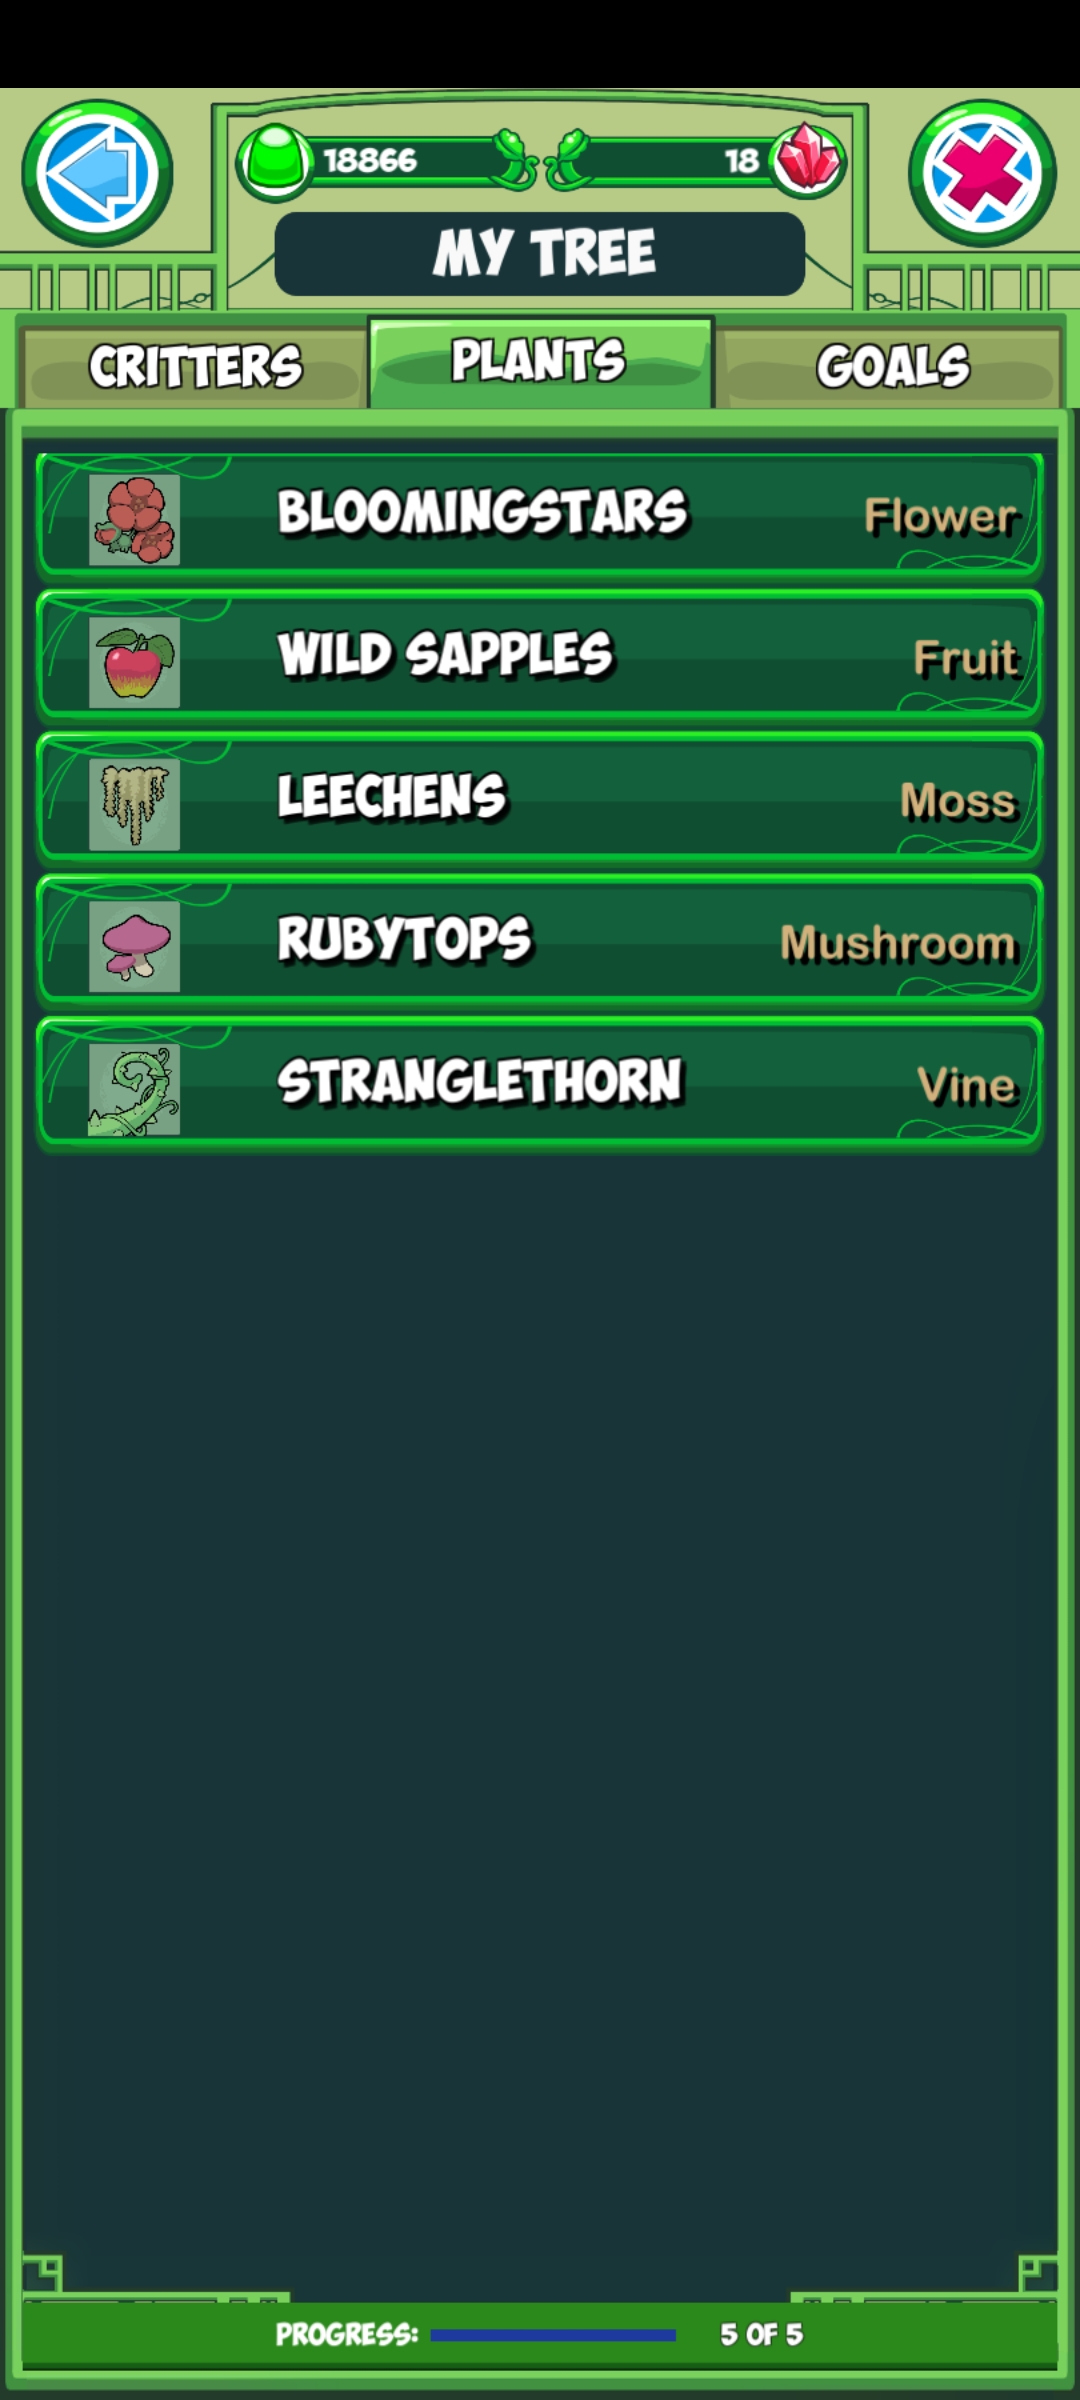 18866
18
MY TREE
CRITTERS
PLANTS
GOALS
BLOOMINGSTARS Flower
WILD SAPPLES Fruit
LEECHENS Moss
RUBYTOPS Mushroom
STRANGLETHORN Vine
PROGRESS: 5 OF 5